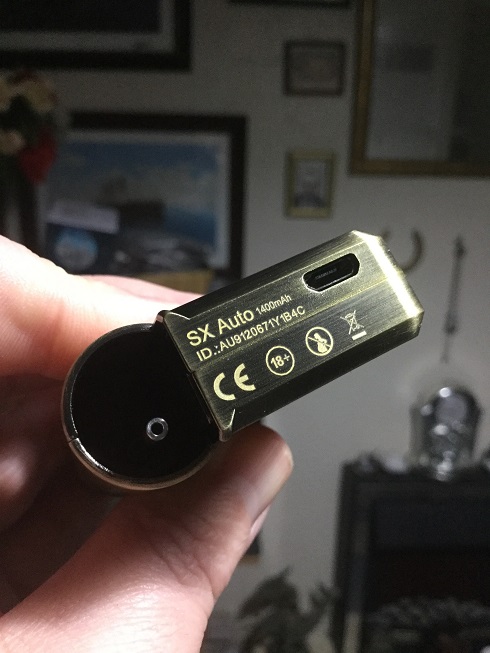 SX Auto 1400mAh
ID.:AU9120671Y1B4C
CE 18+